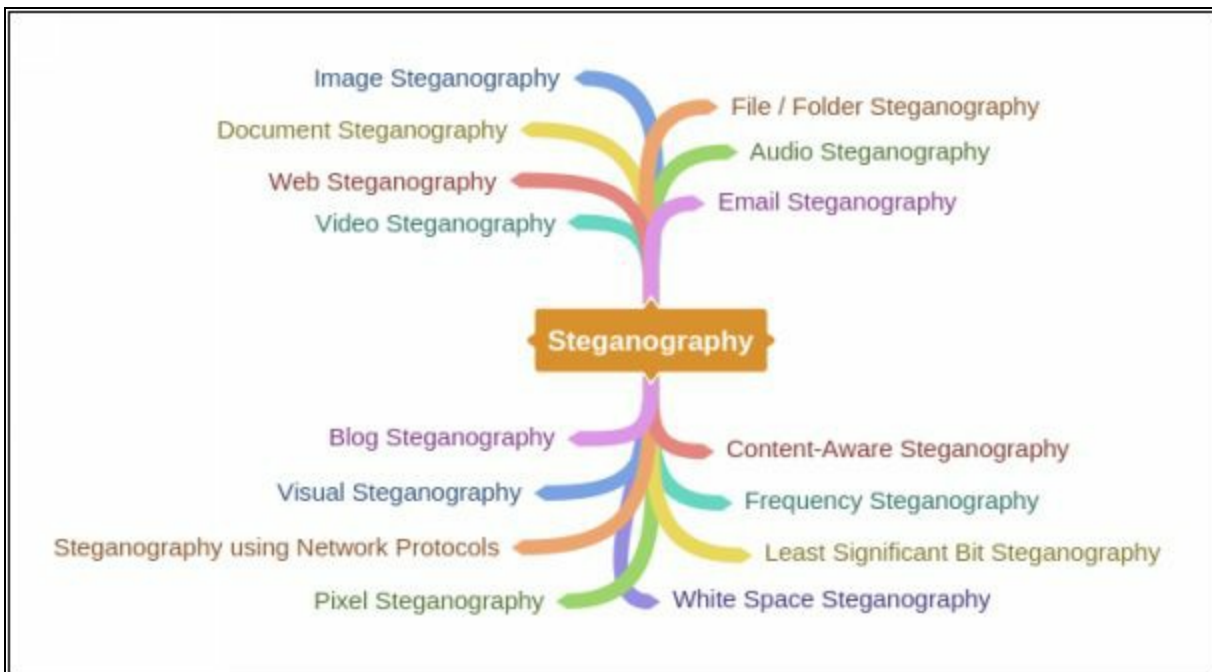 Image Steganography
File / Folder Steganography
Document Steganography
Audio Steganography
Web Steganography
Email Steganography
Video Steganography
Steganography
Blog Steganography
Content-Aware Steganography
Visual Steganography
Frequency Steganography
Steganography using Network Protocols
Least Significant Bit Steganography
Pixel Steganography
White Space Steganography